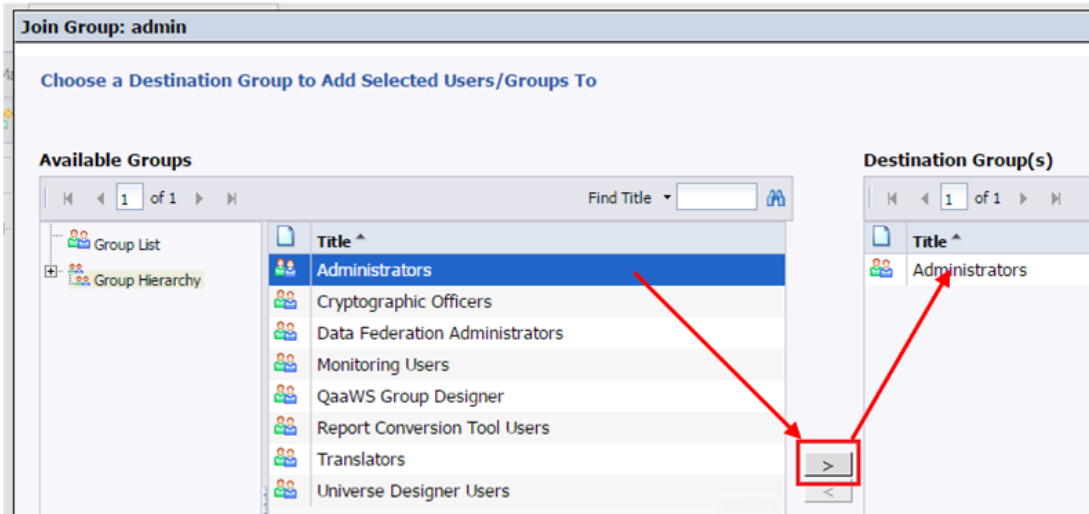 Join Group: admin
Choose a Destination Group to Add Selected Users/Groups To
Available Groups
1 of 1 Find Title
Group List
Group Hierarchy
Title
Administrators
Cryptographic Officers
Data Federation Administrators
Monitoring Users
QaaWS Group Designer
Report Conversion Tool Users
Translators
Universe Designer Users
>
<
Destination Group(s)
1 of 1
Title
Administrators